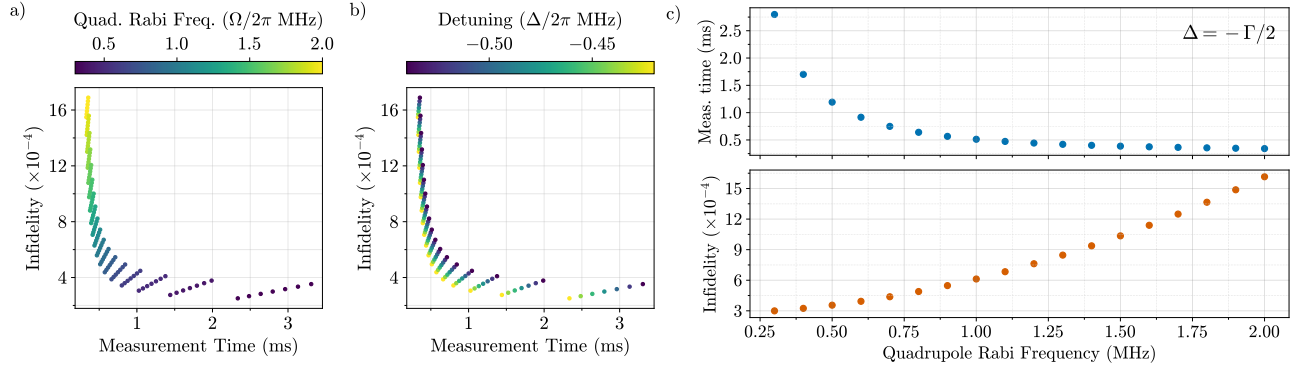 a)
Quad. Rabi Freq. (Ω/2π MHz)
0.5 1.0 1.5 2.0
16
12
8
4
Infidelity (×10⁻⁴)
1 2 3
Measurement Time (ms)
b)
Detuning (Δ/2π MHz)
−0.50 −0.45
16
12
8
4
Infidelity (×10⁻⁴)
1 2 3
Measurement Time (ms)
c)
Δ = − Γ/2
2.5
2.0
1.5
1.0
0.5
Meas. time (ms)
15
12
9
6
3
Infidelity (×10⁻⁴)
0.25 0.50 0.75 1.00 1.25 1.50 1.75 2.00
Quadrupole Rabi Frequency (MHz)